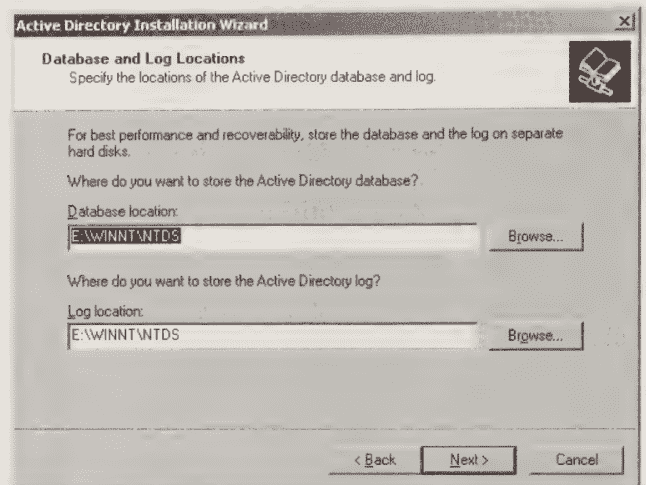 Active Directory Installation Wizard
Database and Log Locations
Specify the locations of the Active Directory database and log.
For best performance and recoverability, store the database and the log on separate
hard disks.
Where do you want to store the Active Directory database?
Database location:
E:\WINNT\NTDS
Browse...
Where do you want to store the Active Directory log?
Log location:
E:\WINNT\NTDS
Browse...
< Back
Next >
Cancel